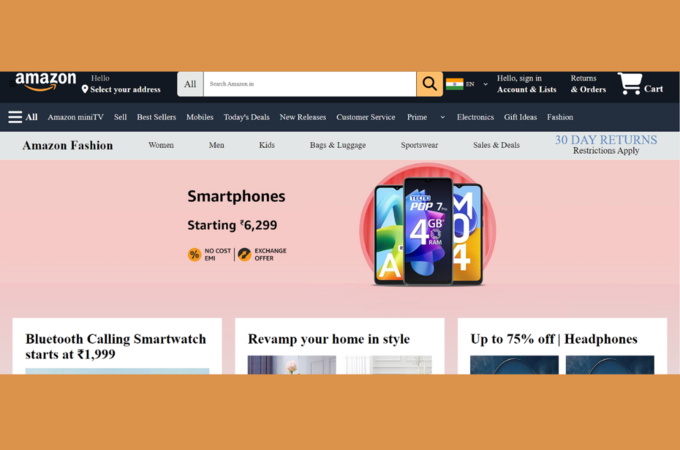 amazon
Hello
Select your address
All
Search Amazon.in
EN
Hello, sign in
Account & Lists
Returns
& Orders
Cart
All Amazon miniTV Sell Best Sellers Mobiles Today's Deals New Releases Customer Service Prime Electronics Gift Ideas Fashion
Amazon Fashion Women Men Kids Bags & Luggage Sportswear Sales & Deals
30 DAY RETURNS
Restrictions Apply
Smartphones
Starting ₹6,299
NO COST
EMI
EXCHANGE
OFFER
TECNO
POP 7 Pro
4GB
RAM
A
M
04
Bluetooth Calling Smartwatch
starts at ₹1,999
Revamp your home in style
Up to 75% off | Headphones